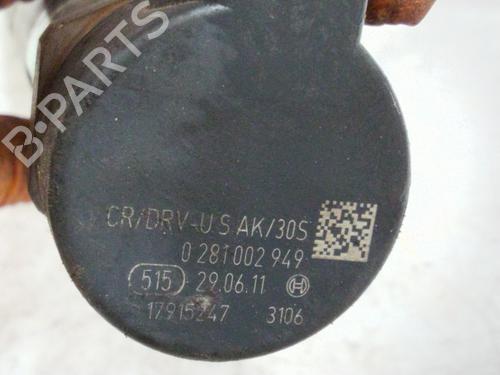 B-PARTS
CR/DRV-U S AK/30S
0 281 002 949
515 29.06.11
17915247 3106